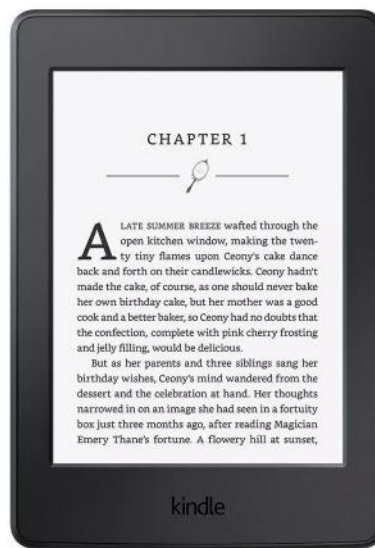 CHAPTER 1
A LATE SUMMER BREEZE wafted through the
open kitchen window, making the twen-
ty tiny flames upon Ceony's cake dance
back and forth on their candlewicks. Ceony hadn't
made the cake, of course, as one should never bake
her own birthday cake, but her mother was a good
cook and a better baker, so Ceony had no doubts that
the confection, complete with pink cherry frosting
and jelly filling, would be delicious.
But as her parents and three siblings sang her
birthday wishes, Ceony's mind wandered from the
dessert and the celebration at hand. Her thoughts
narrowed in on an image she had seen in a fortuity
box just three months ago, after reading Magician
Emery Thane's fortune. A flowery hill at sunset,
kindle